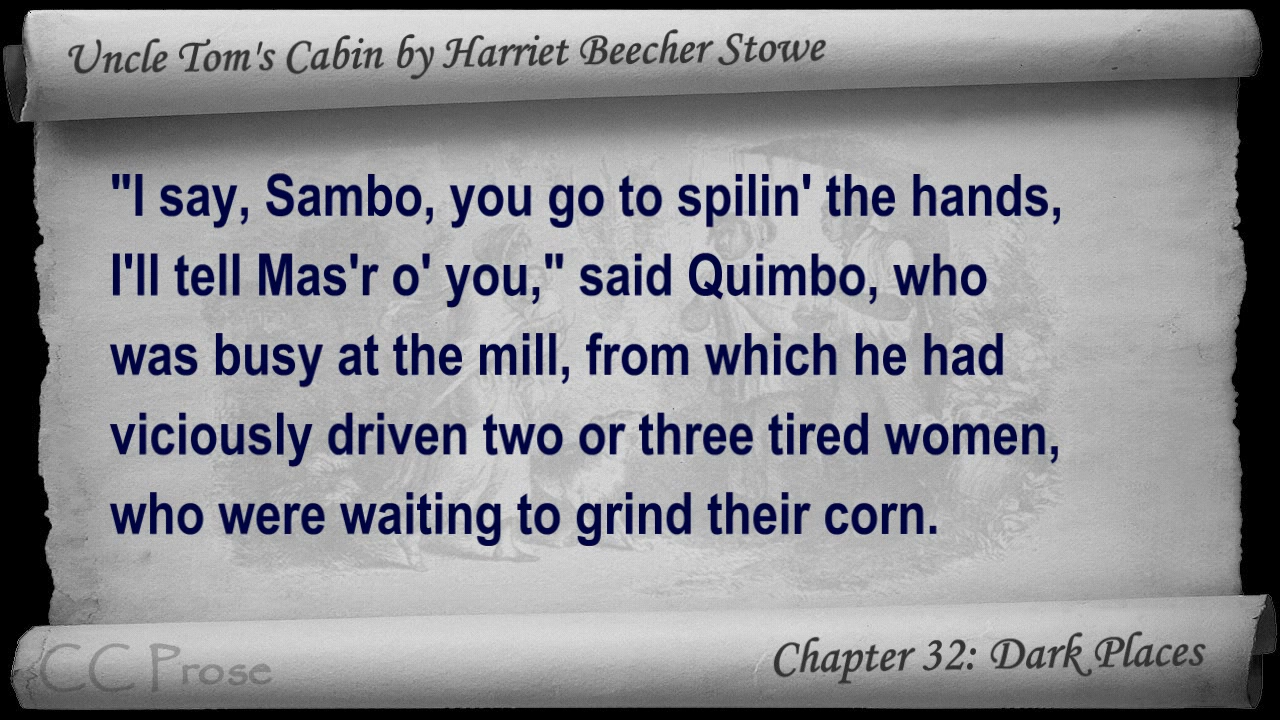 Uncle Tom's Cabin by Harriet Beecher Stowe
"I say, Sambo, you go to spilin' the hands,
I'll tell Mas'r o' you," said Quimbo, who
was busy at the mill, from which he had
viciously driven two or three tired women,
who were waiting to grind their corn.
CC Prose
Chapter 32: Dark Places